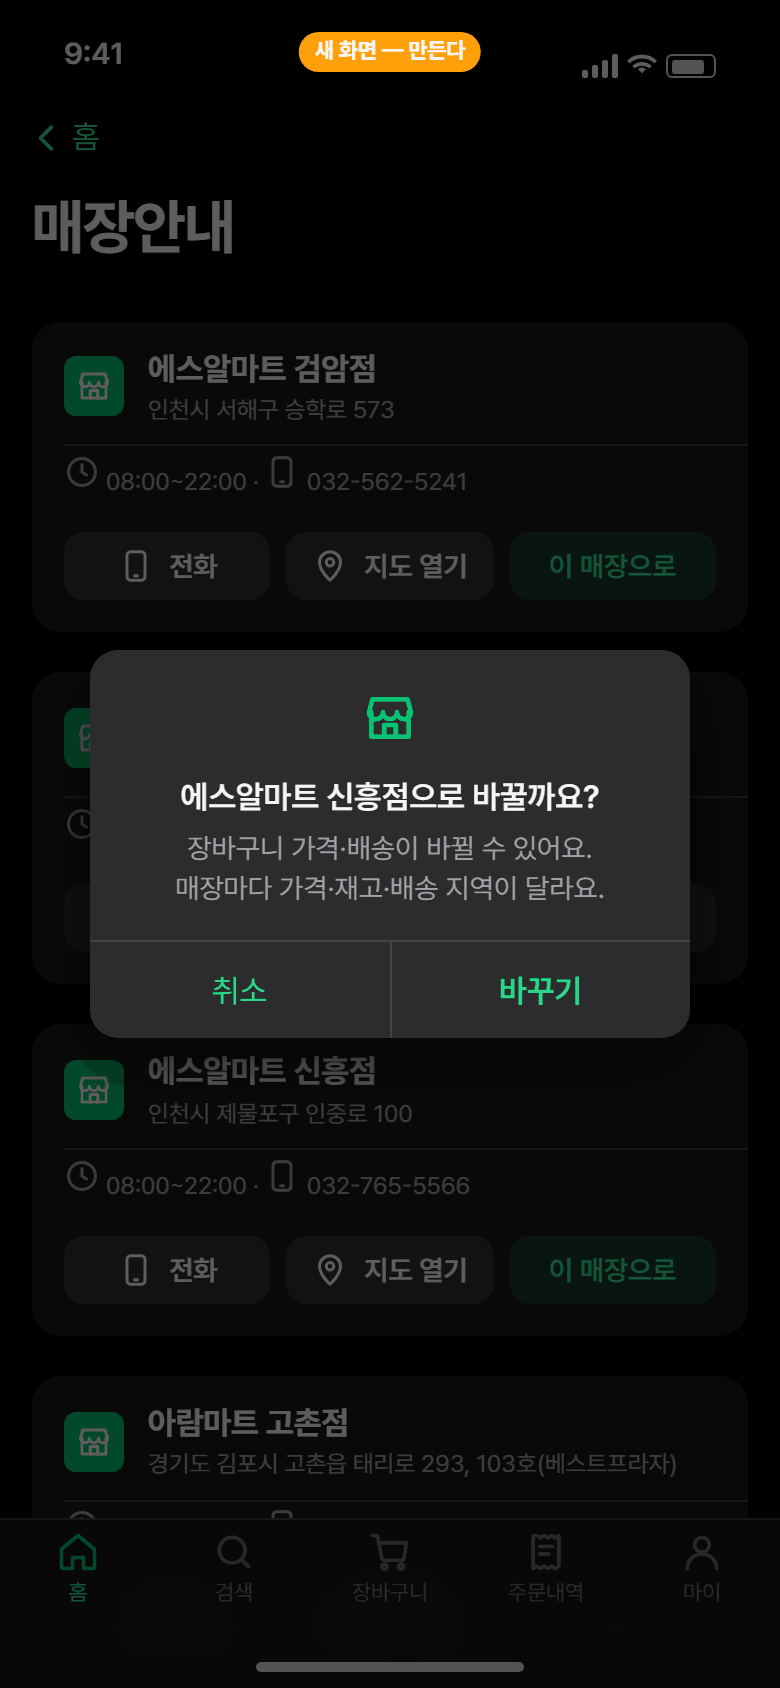 9:41
새 화면 — 만든다
홈
매장안내
에스알마트 검암점
인천시 서해구 승학로 573
08:00~22:00 · 032-562-5241
전화
지도 열기
이 매장으로
에스알마트 신흥점으로 바꿀까요?
장바구니 가격·배송이 바뀔 수 있어요.
매장마다 가격·재고·배송 지역이 달라요.
취소
바꾸기
에스알마트 신흥점
인천시 제물포구 인중로 100
08:00~22:00 · 032-765-5566
전화
지도 열기
이 매장으로
아람마트 고촌점
경기도 김포시 고촌읍 태리로 293, 103호(베스트프라자)
홈
검색
장바구니
주문내역
마이